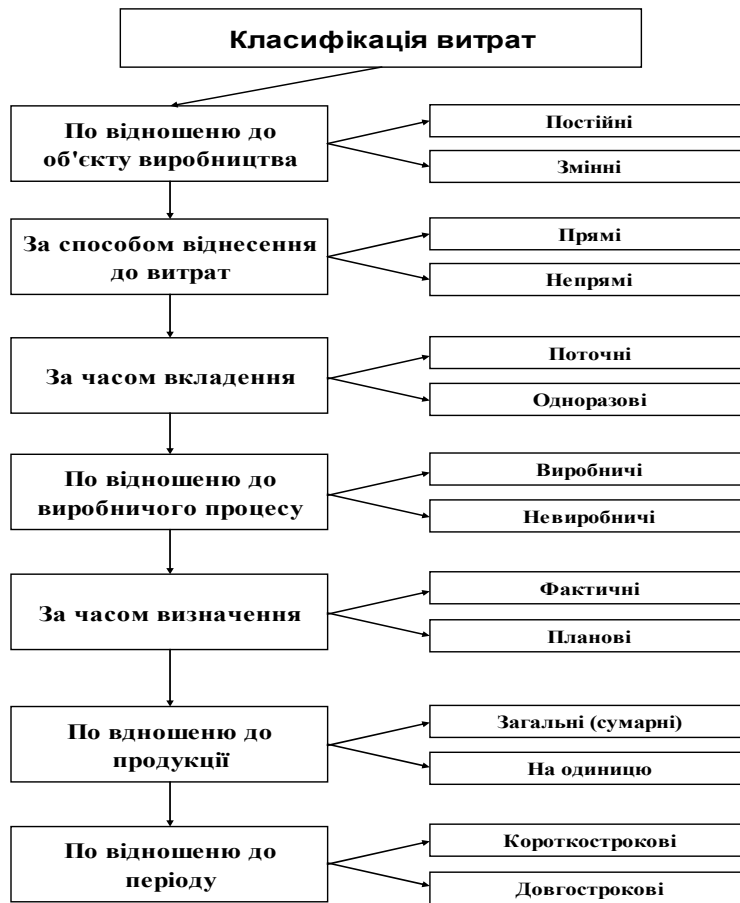 Класифікація витрат
По відношеню до
об'єкту виробництва
Постійні
Змінні
За способом віднесення
до витрат
Прямі
Непрямі
За часом вкладення
Поточні
Одноразові
По відношеню до
виробничого процесу
Виробничі
Невиробничі
За часом визначення
Фактичні
Планові
По вдношеню до
продукції
Загальні (сумарні)
На одиницю
По відношеню до
періоду
Короткострокові
Довгострокові